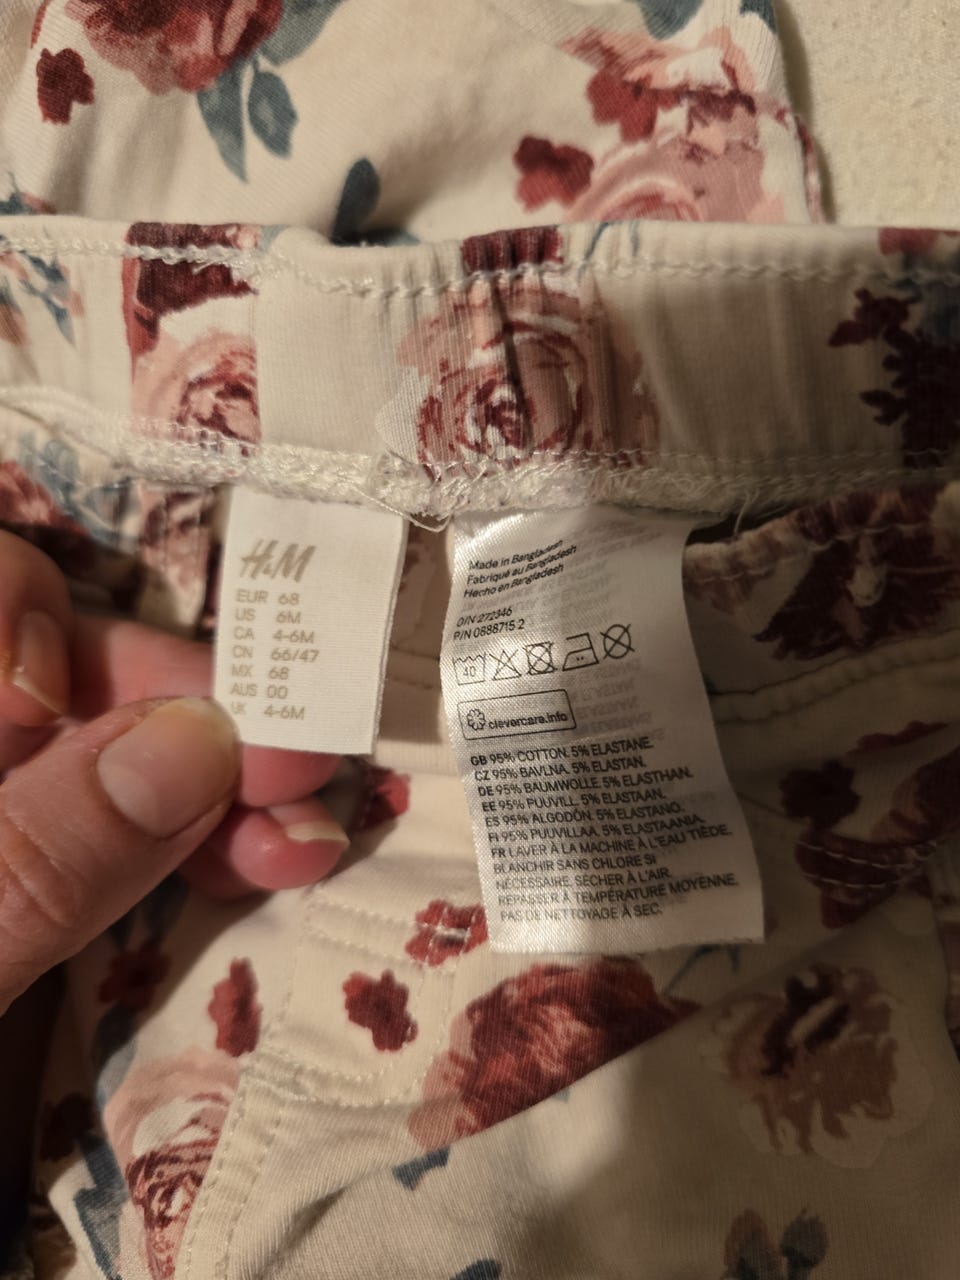 H&M
EUR 68
US 6M
CA 4-6M
CN 66/47
MX 68
AUS 00
UK 4-6M
Made in Bangladesh
Fabriqué au Bangladesh
Hecho en Bangladesh
O/N 272346
P/N 0888715 2
40
clevercare.info
GB 95% COTTON. 5% ELASTANE.
CZ 95% BAVLNA. 5% ELASTAN.
DE 95% BAUMWOLLE. 5% ELASTHAN.
EE 95% PUUVILL. 5% ELASTAAN.
ES 95% ALGODÓN. 5% ELASTANO.
FI 95% PUUVILLAA. 5% ELASTAANIA.
FR LAVER À LA MACHINE À L'EAU TIÈDE.
BLANCHIR SANS CHLORE SI
NÉCESSAIRE. SÉCHER À L'AIR.
REPASSER À TEMPÉRATURE MOYENNE.
PAS DE NETTOYAGE À SEC.